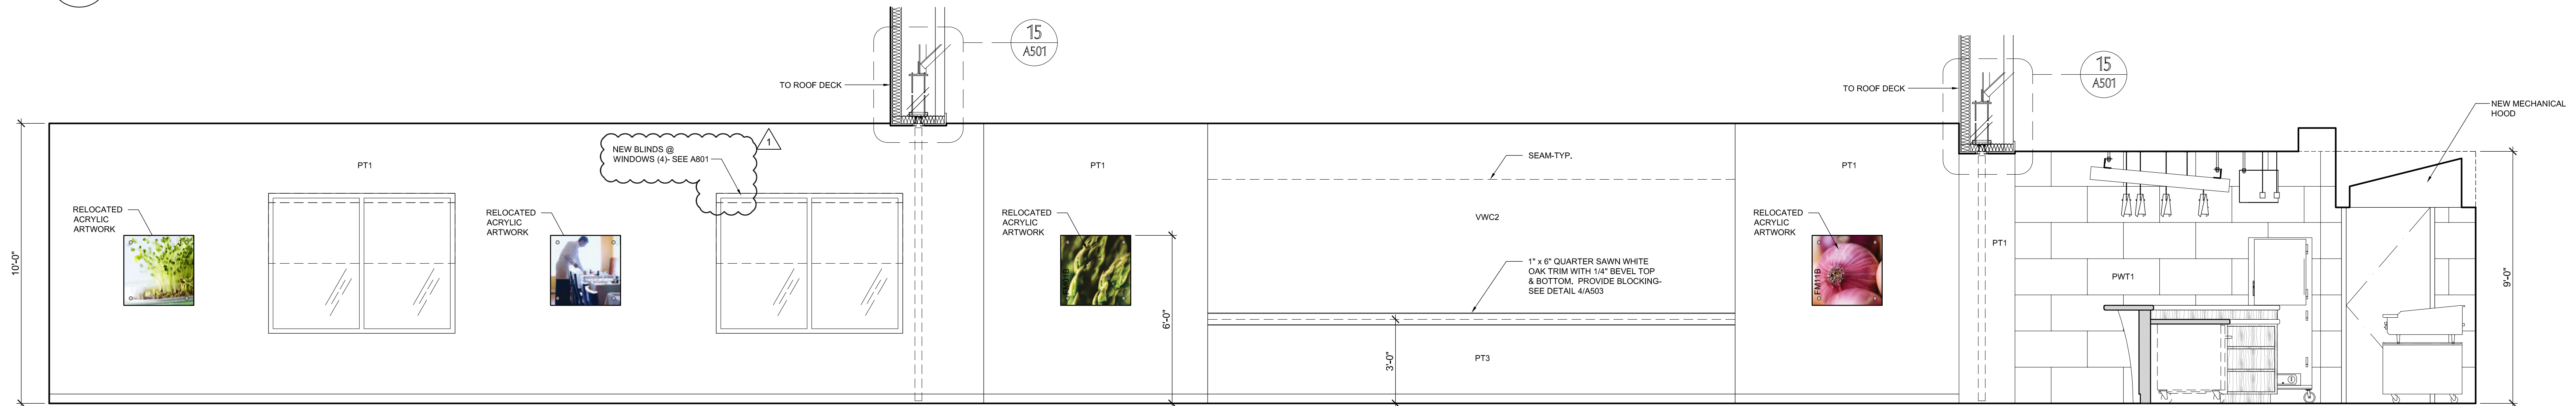 15
A501
15
A501
TO ROOF DECK
TO ROOF DECK
NEW MECHANICAL
HOOD
1
NEW BLINDS @
WINDOWS (4)- SEE A801
PT1
PT1
SEAM-TYP.
PT1
RELOCATED
ACRYLIC
ARTWORK
RELOCATED
ACRYLIC
ARTWORK
RELOCATED
ACRYLIC
ARTWORK
VWC2
RELOCATED
ACRYLIC
ARTWORK
PT1
10'-0"
1" x 6" QUARTER SAWN WHITE
OAK TRIM WITH 1/4" BEVEL TOP
& BOTTOM, PROVIDE BLOCKING-
SEE DETAIL 4/A503
FM11B
PWT1
9'-0"
6'-0"
3'-0"
PT3